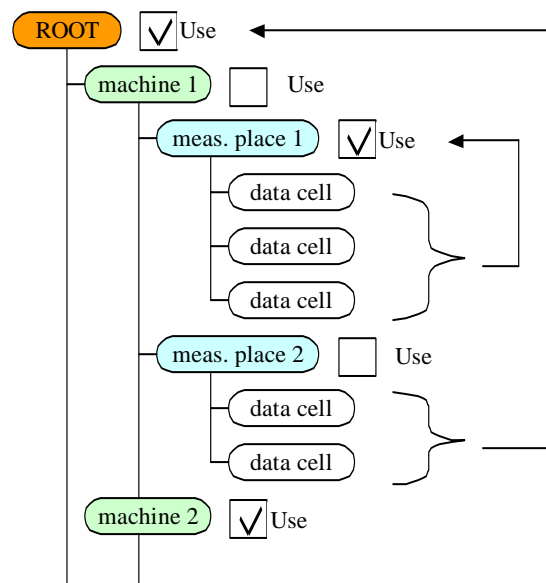 ROOT Use
machine 1 Use
meas. place 1 Use
data cell
data cell
data cell
meas. place 2 Use
data cell
data cell
machine 2 Use